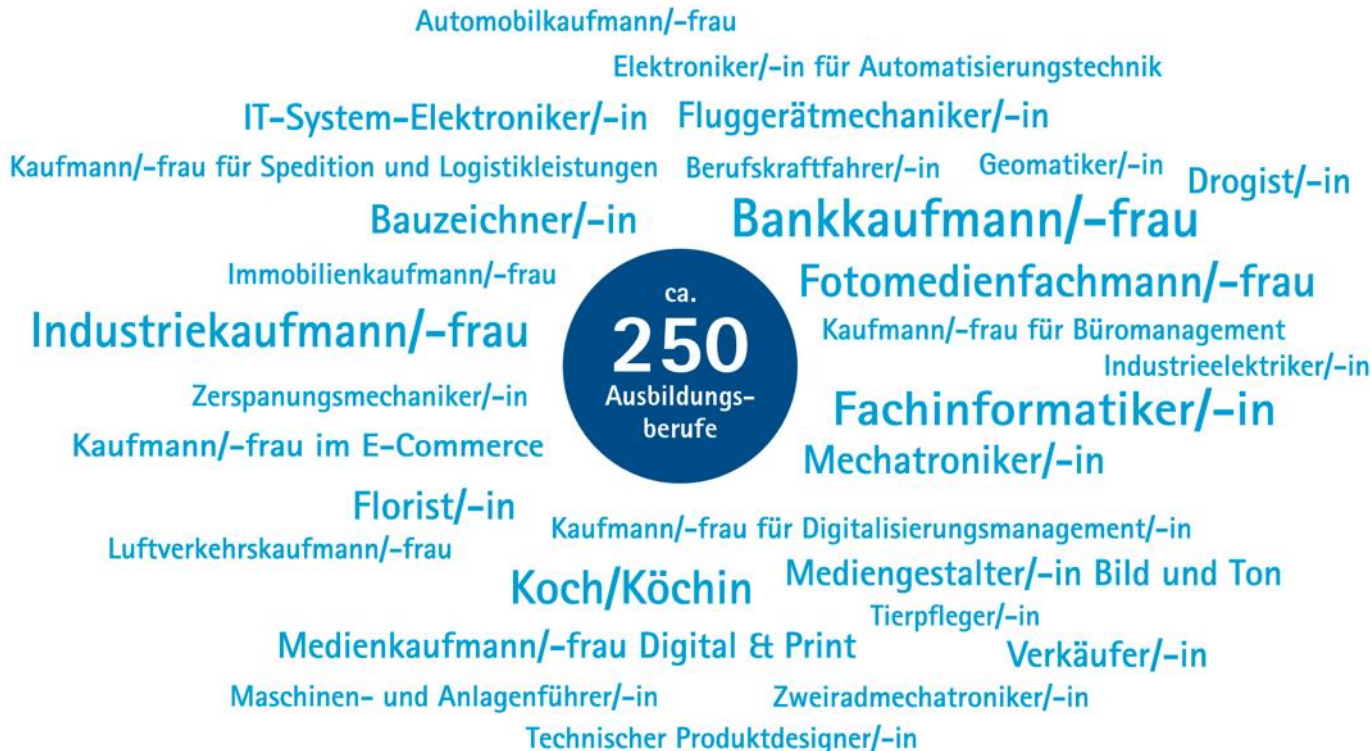 Automobilkaufmann/-frau
Elektroniker/-in für Automatisierungstechnik
IT-System-Elektroniker/-in
Fluggerätmechaniker/-in
Kaufmann/-frau für Spedition und Logistikleistungen
Berufskraftfahrer/-in
Geomatiker/-in
Drogist/-in
Bauzeichner/-in
Bankkaufmann/-frau
Immobilienkaufmann/-frau
Fotomedienfachmann/-frau
Industriekaufmann/-frau
ca.
250
Ausbildungs-
berufe
Kaufmann/-frau für Büromanagement
Industrieelektriker/-in
Zerspanungsmechaniker/-in
Fachinformatiker/-in
Kaufmann/-frau im E-Commerce
Mechatroniker/-in
Florist/-in
Kaufmann/-frau für Digitalisierungsmanagement/-in
Luftverkehrskaufmann/-frau
Koch/Köchin
Mediengestalter/-in Bild und Ton
Tierpfleger/-in
Medienkaufmann/-frau Digital & Print
Verkäufer/-in
Maschinen- und Anlagenführer/-in
Zweiradmechatroniker/-in
Technischer Produktdesigner/-in